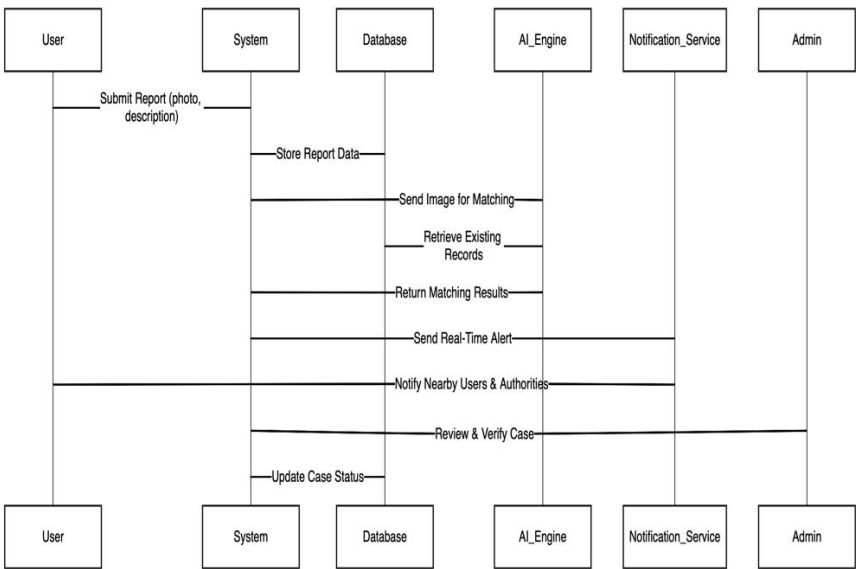 User
System
Database
AI_Engine
Notification_Service
Admin
Submit Report (photo,
description)
Store Report Data
Send Image for Matching
Retrieve Existing
Records
Return Matching Results
Send Real-Time Alert
Notify Nearby Users & Authorities
Review & Verify Case
Update Case Status
User
System
Database
AI_Engine
Notification_Service
Admin